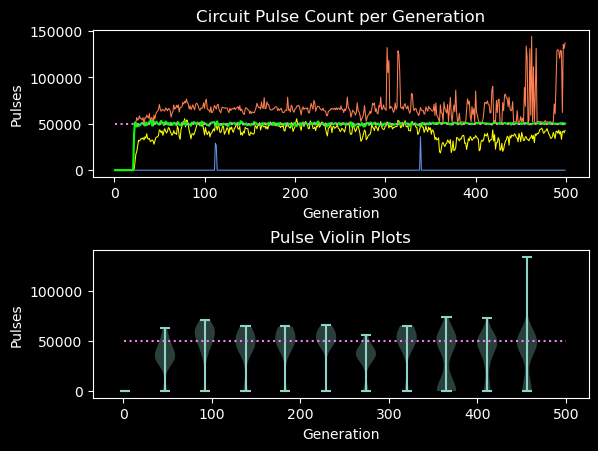 Circuit Pulse Count per Generation
150000
100000
50000
0
Pulses
0 100 200 300 400 500
Generation
Pulse Violin Plots
100000
50000
0
Pulses
0 100 200 300 400 500
Generation